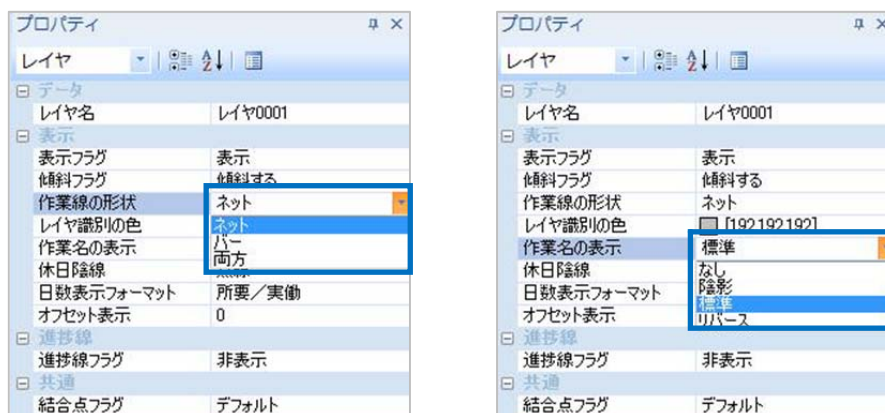 プロパティ
レイヤ
データ
レイヤ名 レイヤ0001
表示
表示フラグ 表示
傾斜フラグ 傾斜する
作業線の形状 ネット
レイヤ識別の色 ネット
作業名の表示 バー
両方
休日陰線
日数表示フォーマット 所要/実働
オフセット表示 0
進捗線
進捗線フラグ 非表示
共通
結合点フラグ デフォルト
プロパティ
レイヤ
データ
レイヤ名 レイヤ0001
表示
表示フラグ 表示
傾斜フラグ 傾斜する
作業線の形状 ネット
レイヤ識別の色 [192192192]
作業名の表示 標準
休日陰線 なし
陰影
日数表示フォーマット 標準
オフセット表示 リバース
進捗線
進捗線フラグ 非表示
共通
結合点フラグ デフォルト